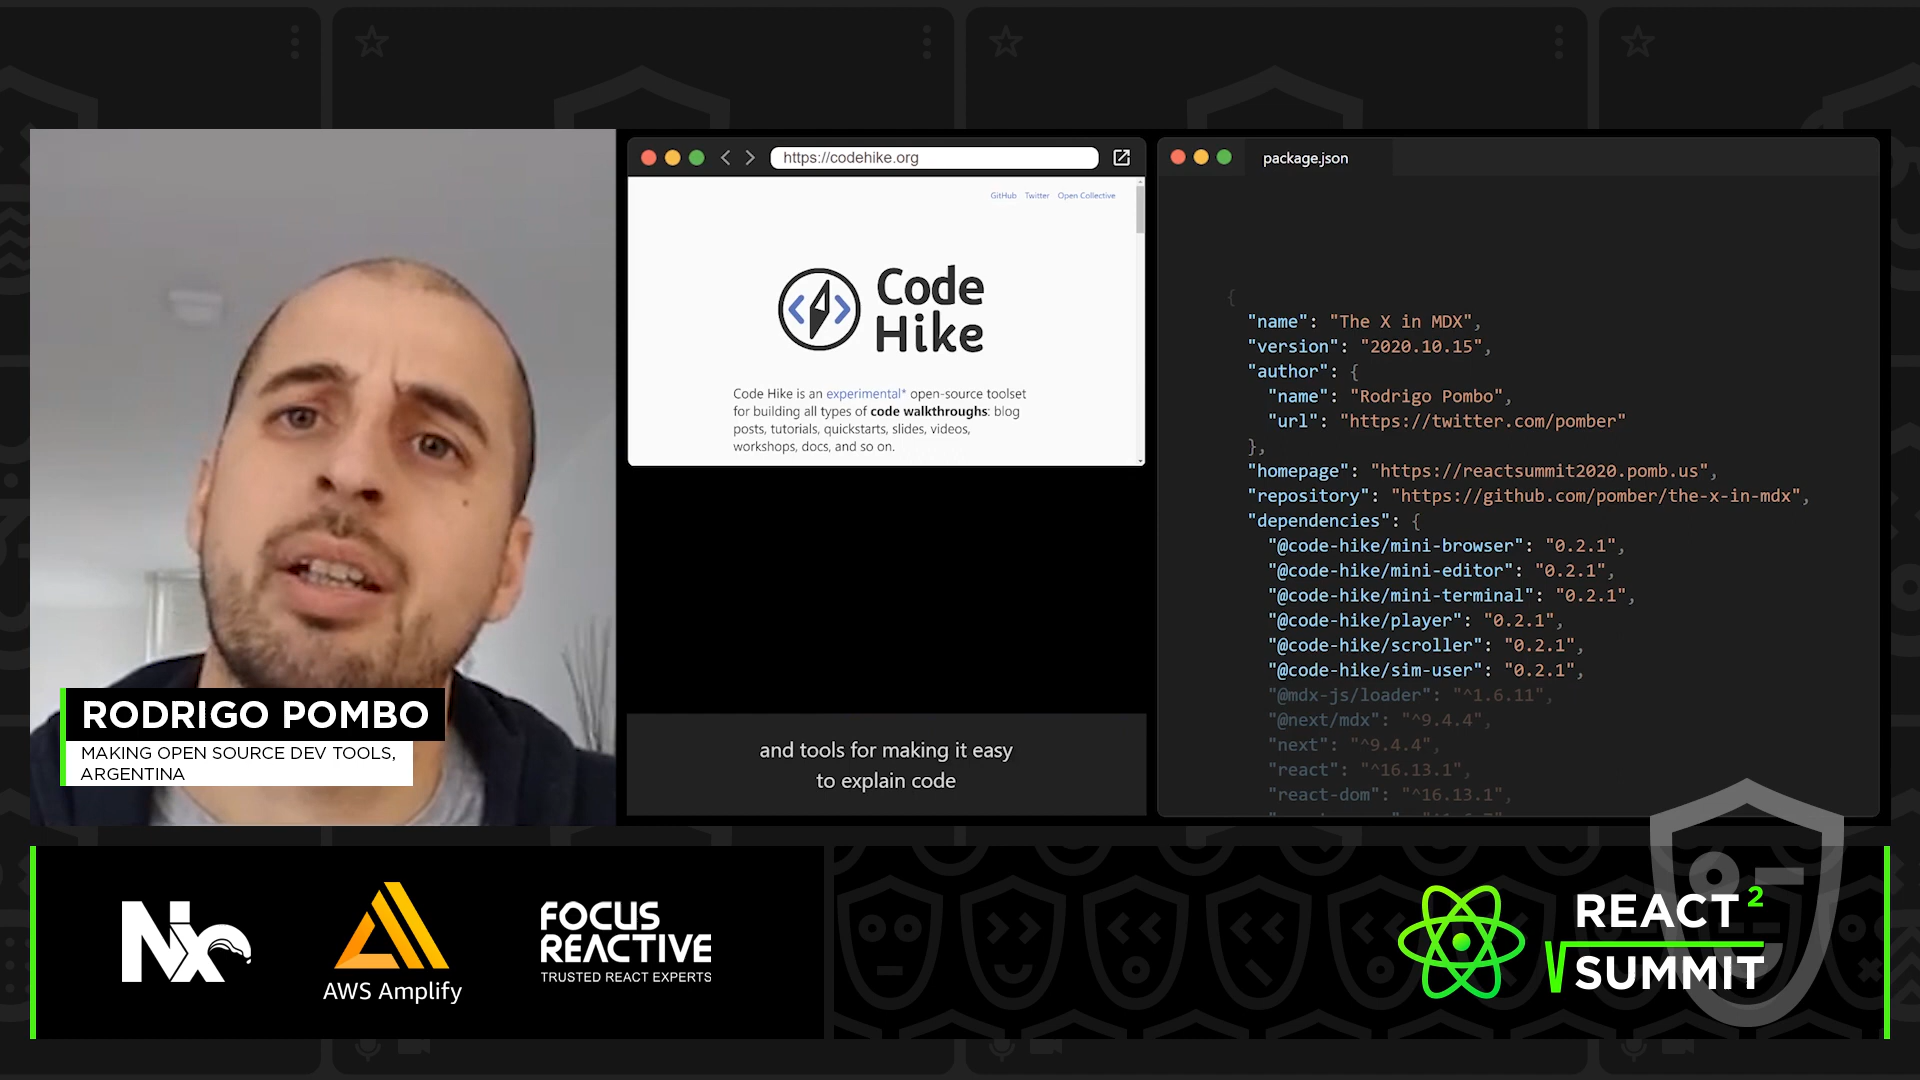 RODRIGO POMBO
MAKING OPEN SOURCE DEV TOOLS,
ARGENTINA
https://codehike.org
GitHub Twitter Open Collective
Code
Hike
Code Hike is an experimental* open-source toolset
for building all types of code walkthroughs: blog
posts, tutorials, quickstarts, slides, videos,
workshops, docs, and so on.
and tools for making it easy
to explain code
package.json
{
"name": "The X in MDX",
"version": "2020.10.15",
"author": {
"name": "Rodrigo Pombo",
"url": "https://twitter.com/pomber"
},
"homepage": "https://reactsummit2020.pomb.us",
"repository": "https://github.com/pomber/the-x-in-mdx",
"dependencies": {
"@code-hike/mini-browser": "0.2.1",
"@code-hike/mini-editor": "0.2.1",
"@code-hike/mini-terminal": "0.2.1",
"@code-hike/player": "0.2.1",
"@code-hike/scroller": "0.2.1",
"@code-hike/sim-user": "0.2.1",
"@mdx-js/loader": "^1.6.11",
"@next/mdx": "^9.4.4",
"next": "^9.4.4",
"react": "^16.13.1",
"react-dom": "^16.13.1",
Nx
AWS Amplify
FOCUS
REACTIVE
TRUSTED REACT EXPERTS
REACT 2
SUMMIT